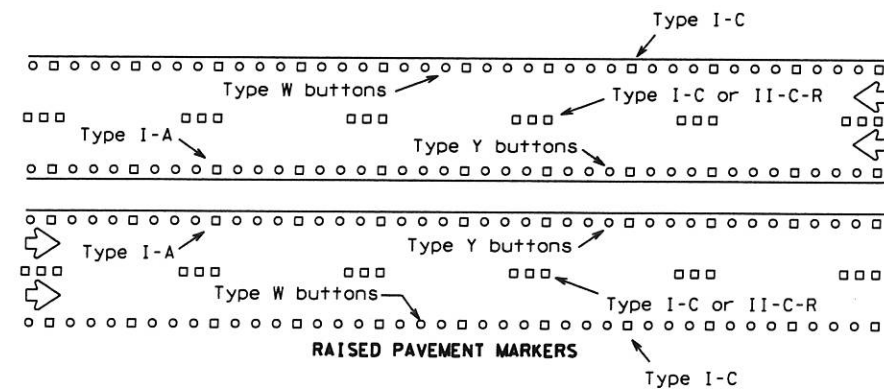 Type I-C
Type W buttons
Type I-C or II-C-R
Type I-A
Type Y buttons
Type I-A
Type Y buttons
Type W buttons
Type I-C or II-C-R
RAISED PAVEMENT MARKERS
Type I-C